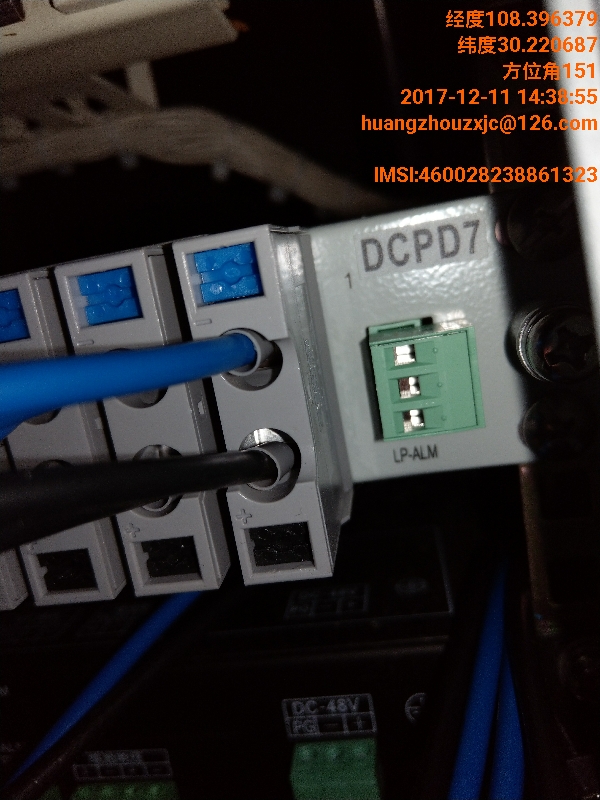 经度108.396379
纬度30.220687
方位角151
2017-12-11 14:38:55
huangzhouzxjc@126.com
IMSI:460028238861323
DCPD7
1
LP-ALM
DC-48V
PG - +